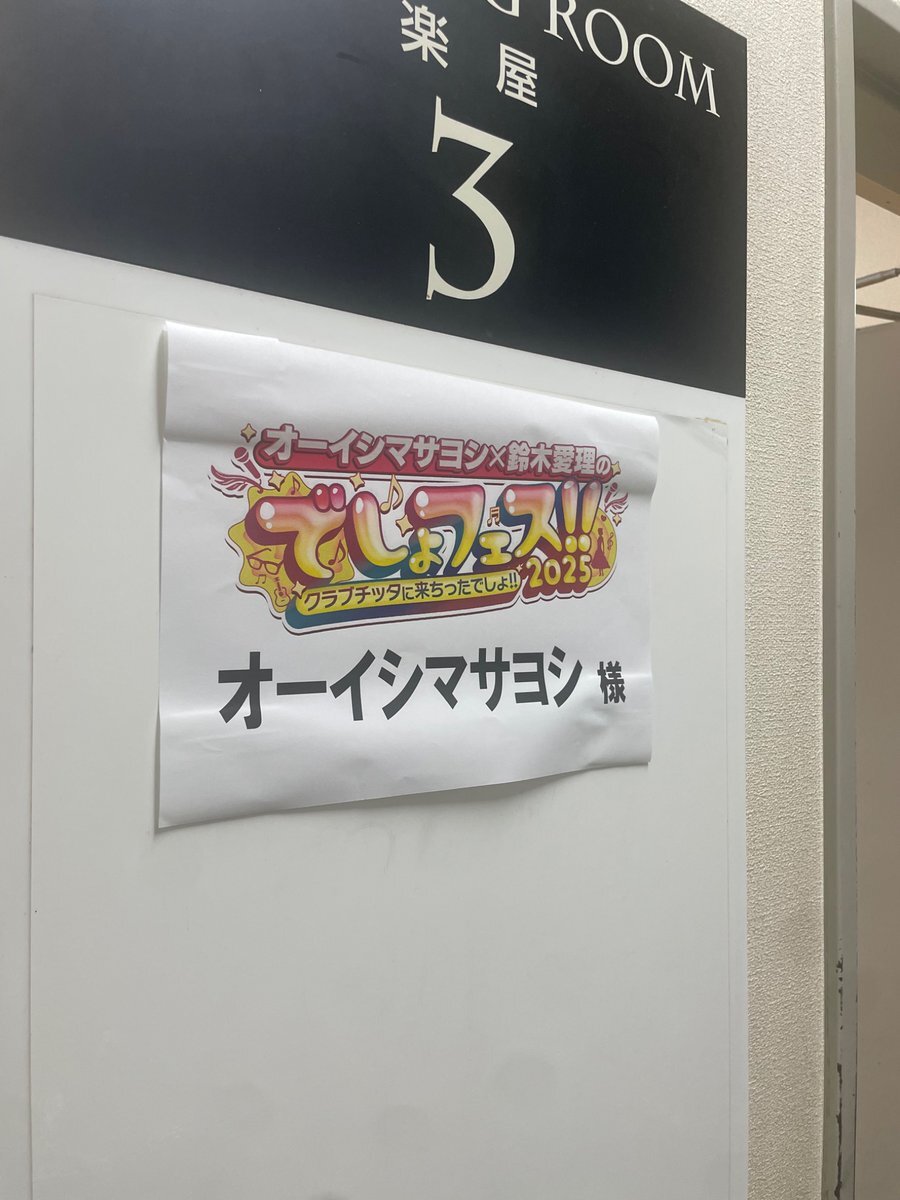 G ROOM
楽屋
3
オーイシマサヨシ×鈴木愛理の
でしょフェス!!
2025
クラブチッタに来ちったでしょ!!
オーイシマサヨシ 様